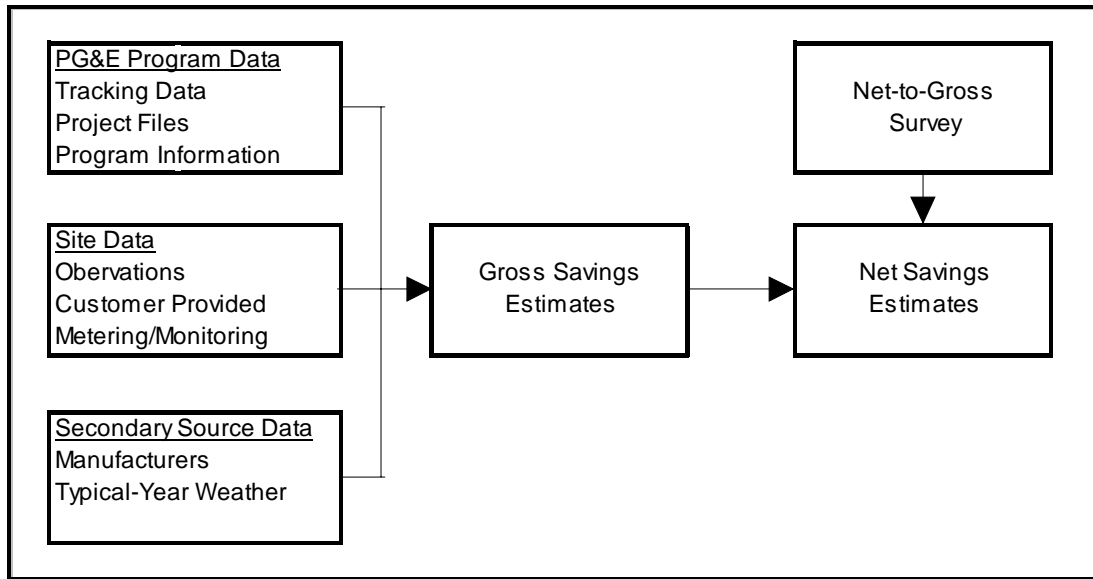 PG&E Program Data
Tracking Data
Project Files
Program Information
Net-to-Gross
Survey
Site Data
Obervations
Customer Provided
Metering/Monitoring
Gross Savings
Estimates
Net Savings
Estimates
Secondary Source Data
Manufacturers
Typical-Year Weather